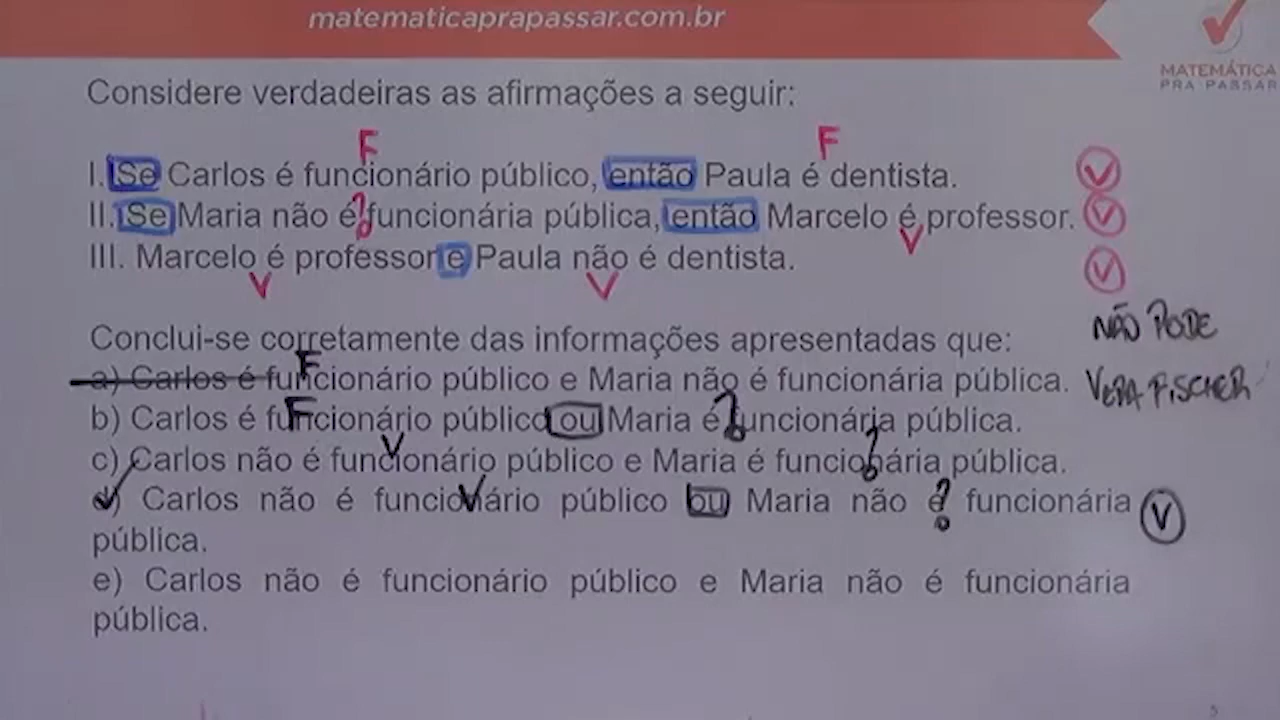 matematicaprapassar.com.br
MATEMÁTICA
PRA PASSAR
Considere verdadeiras as afirmações a seguir:
F F
I. Se Carlos é funcionário público, então Paula é dentista. V
II. Se Maria não é ? funcionária pública, então Marcelo é professor. V
V
III. Marcelo é professor e Paula não é dentista. V
V V
NÃO PODE
Conclui-se corretamente das informações apresentadas que:
F
a) Carlos é funcionário público e Maria não é funcionária pública. VERA FISCHER
b) Carlos é funcionário público ou Maria é funcionária pública.
F ?
V ?
c) Carlos não é funcionário público e Maria é funcionária pública.
d) Carlos não é funcionário público ou Maria não é funcionária V
V ?
pública.
e) Carlos não é funcionário público e Maria não é funcionária
pública.
5